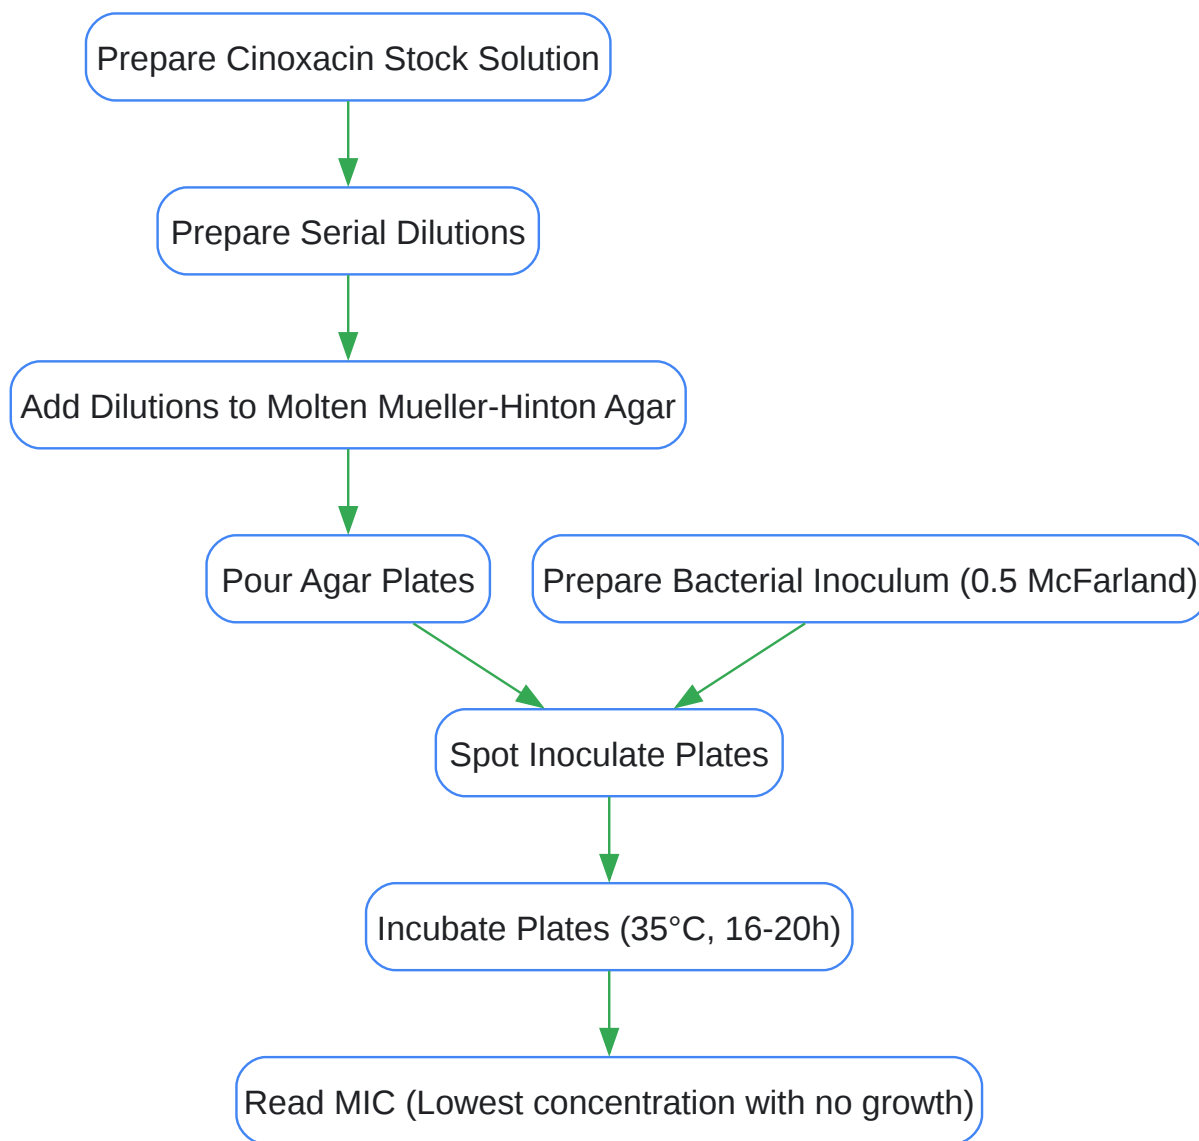 Prepare Cinoxacin Stock Solution
Prepare Serial Dilutions
Add Dilutions to Molten Mueller-Hinton Agar
Pour Agar Plates
Prepare Bacterial Inoculum (0.5 McFarland)
Spot Inoculate Plates
Incubate Plates (35°C, 16-20h)
Read MIC (Lowest concentration with no growth)